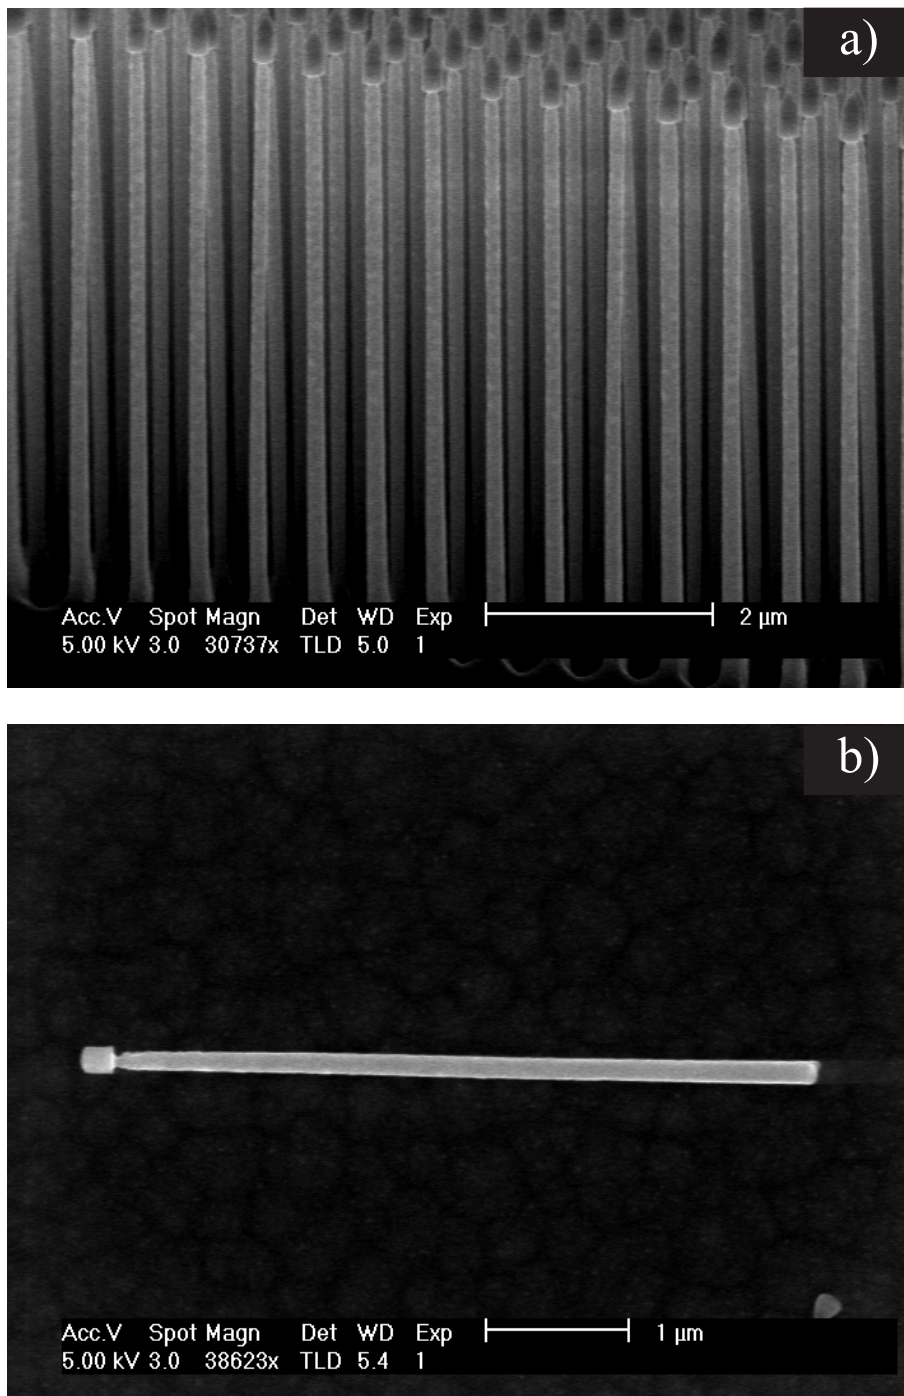 a)
Acc.V Spot Magn Det WD Exp 2 µm
5.00 kV 3.0 30737x TLD 5.0 1
b)
Acc.V Spot Magn Det WD Exp 1 µm
5.00 kV 3.0 38623x TLD 5.4 1